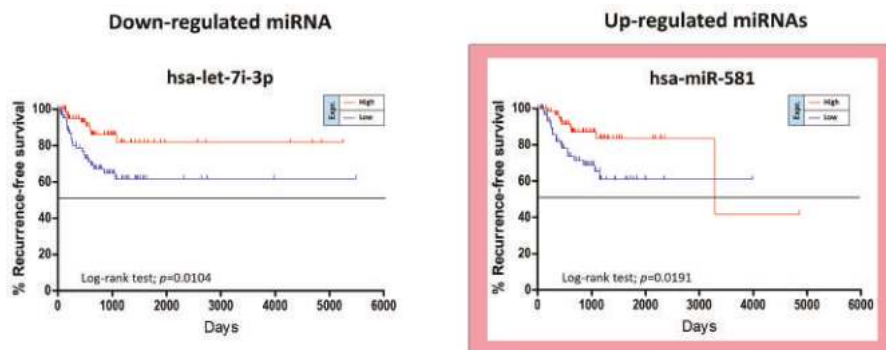 Down-regulated miRNA
hsa-let-7i-3p
Expr.
High
Low
% Recurrence-free survival
100
80
60
40
20
0
0
1000
2000
3000
4000
5000
6000
Log-rank test; p=0.0104
Days
Up-regulated miRNAs
hsa-miR-581
Expr.
High
Low
% Recurrence-free survival
100
80
60
40
20
0
0
1000
2000
3000
4000
5000
6000
Log-rank test; p=0.0191
Days